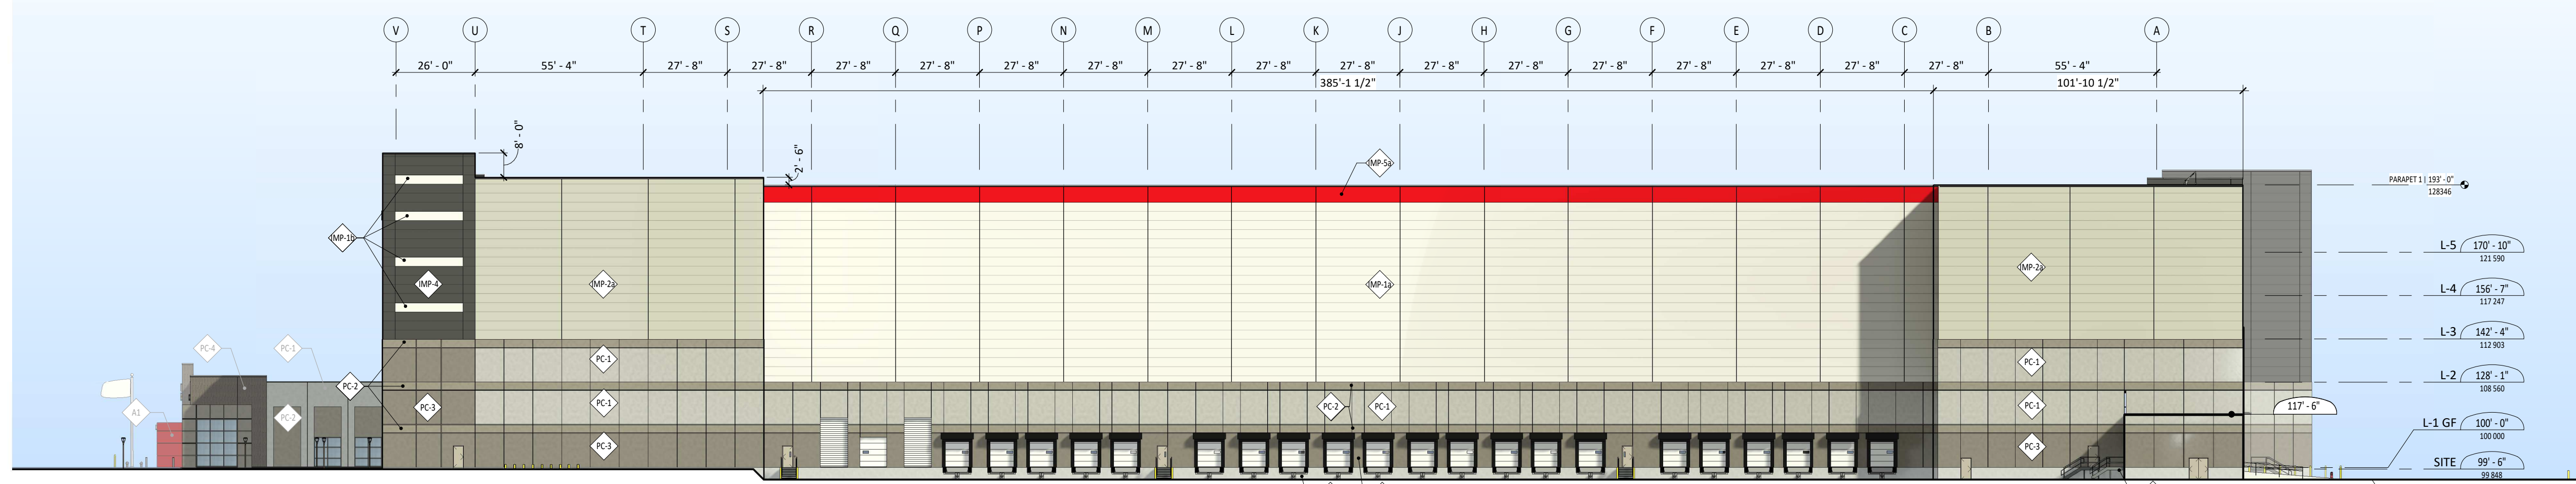 V U T S R Q P N M L K J H G F E D C B A
26' - 0" 55' - 4" 27' - 8" 27' - 8" 27' - 8" 27' - 8" 27' - 8" 27' - 8" 27' - 8" 27' - 8" 27' - 8" 27' - 8" 27' - 8" 27' - 8" 27' - 8" 27' - 8" 27' - 8" 27' - 8" 55' - 4"
385'-1 1/2" 101'-10 1/2"
8' - 0"
2' - 6"
IMP-5a
PARAPET 1 | 193' - 0"
128346
IMP-1b
L-5 170' - 10"
121 590
IMP-4 IMP-2a IMP-1a IMP-2a
L-4 156' - 7"
117 247
L-3 142' - 4"
112 903
PC-4 PC-1 PC-1 PC-1
L-2 128' - 1"
108 560
PC-2
A1 PC-2 PC-3 PC-1 PC-2 PC-1 PC-1 117' - 6"
L-1 GF 100' - 0"
100 000
PC-3 PC-3
SITE 99' - 6"
99 848